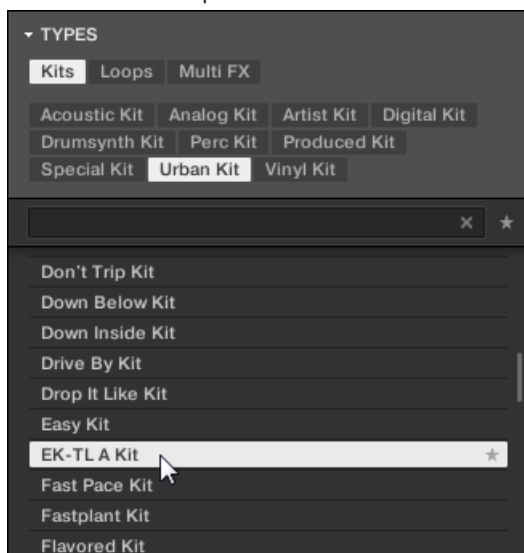 TYPES
Kits Loops Multi FX
Acoustic Kit Analog Kit Artist Kit Digital Kit
Drumsynth Kit Perc Kit Produced Kit
Special Kit Urban Kit Vinyl Kit
Don't Trip Kit
Down Below Kit
Down Inside Kit
Drive By Kit
Drop It Like Kit
Easy Kit
EK-TL A Kit
Fast Pace Kit
Fastplant Kit
Flavored Kit